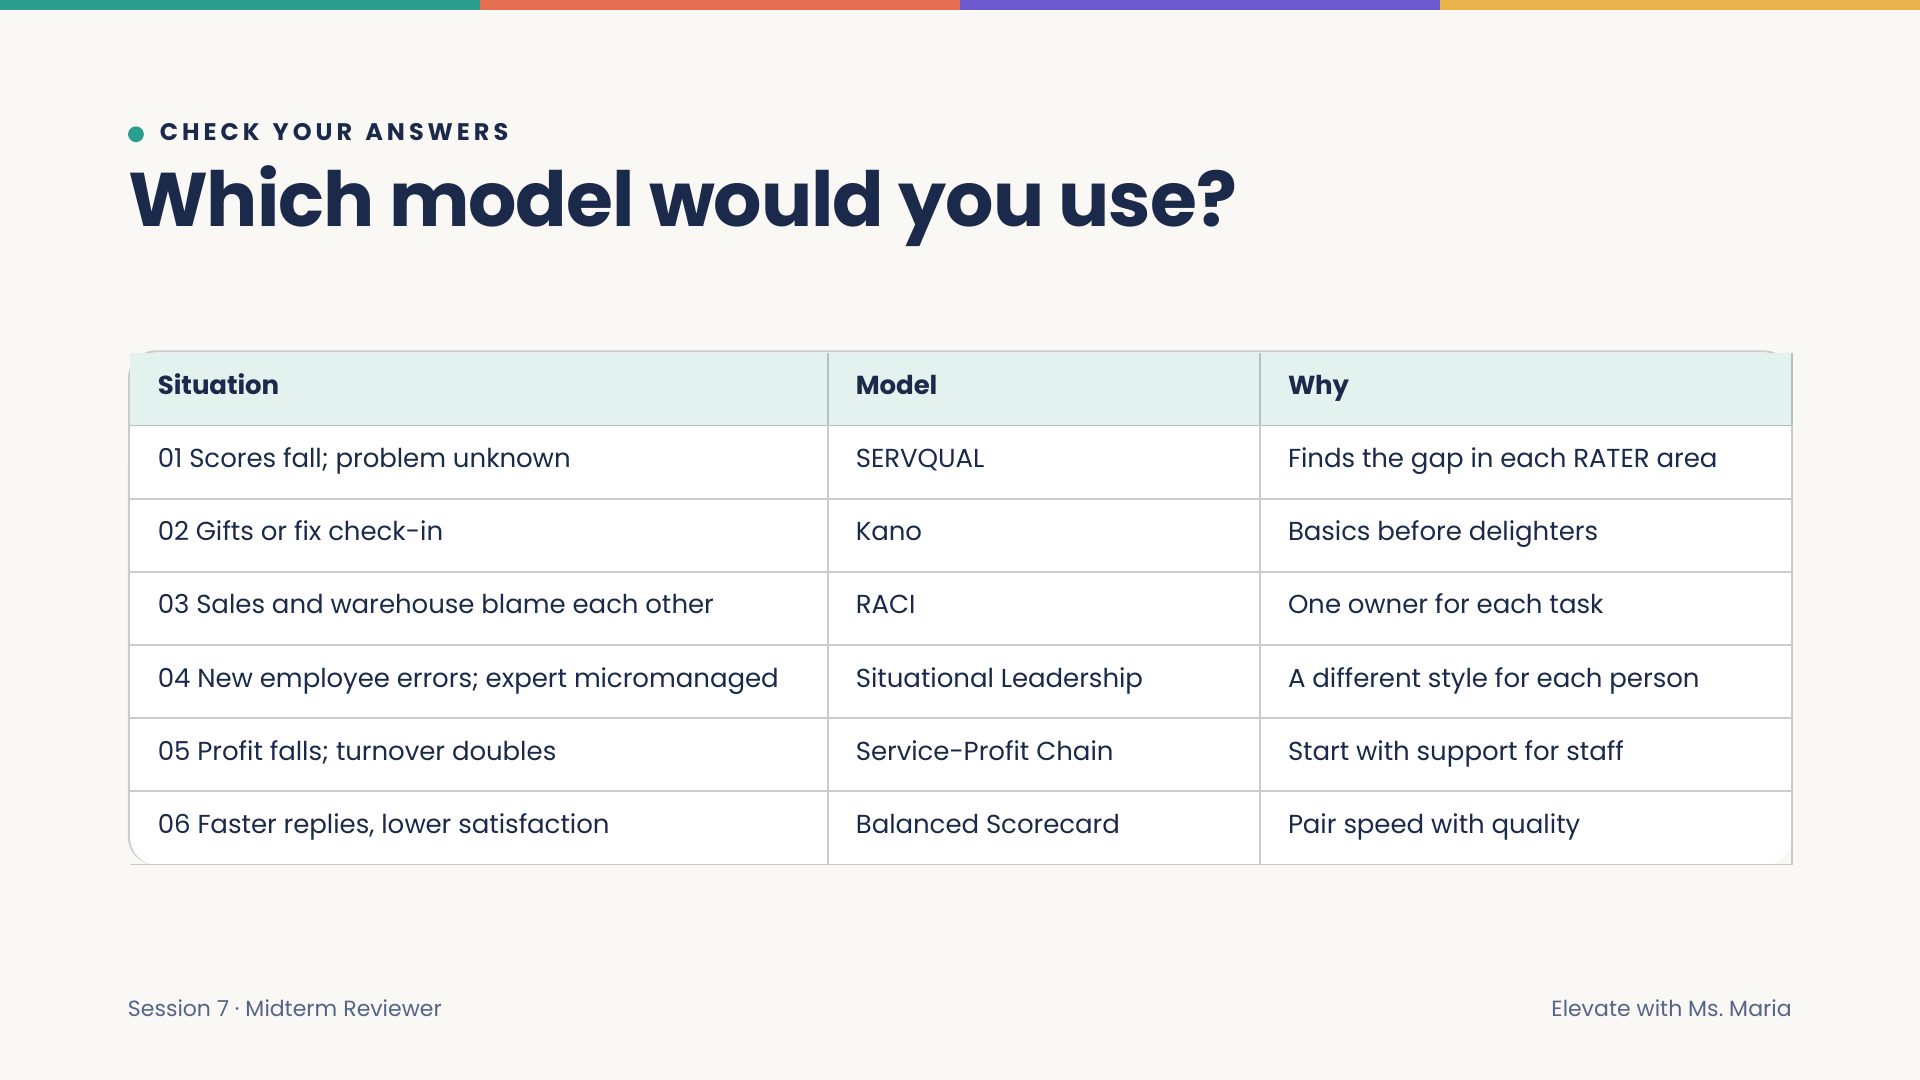 CHECK YOUR ANSWERS
Which model would you use?
Situation Model Why
01 Scores fall; problem unknown SERVQUAL Finds the gap in each RATER area
02 Gifts or fix check-in Kano Basics before delighters
03 Sales and warehouse blame each other RACI One owner for each task
04 New employee errors; expert micromanaged Situational Leadership A different style for each person
05 Profit falls; turnover doubles Service-Profit Chain Start with support for staff
06 Faster replies, lower satisfaction Balanced Scorecard Pair speed with quality
Session 7 · Midterm Reviewer Elevate with Ms. Maria